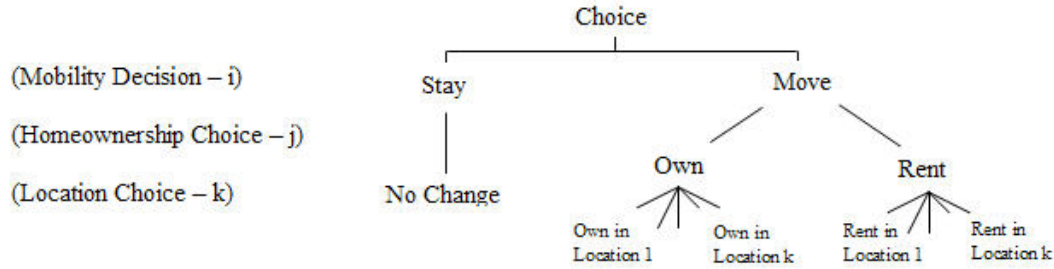 Choice
(Mobility Decision – i)
Stay
Move
(Homeownership Choice – j)
Own
Rent
(Location Choice – k)
No Change
Own in
Location 1
Own in
Location k
Rent in
Location 1
Rent in
Location k